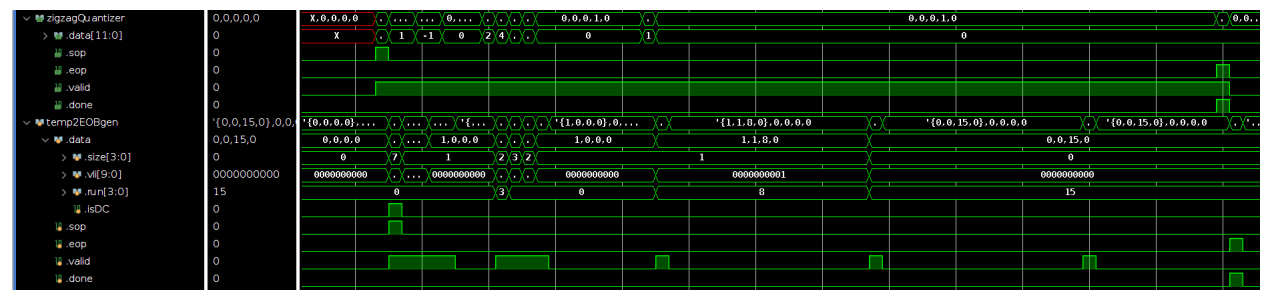 zigzagQuantizer 0,0,0,0,0 X,0,0,0,0 . ... ... 0,... . . . . 0,0,0,1,0 . 0,0,0,1,0 . 0,0..
.data[11:0] 0 X . 1 -1 0 2 4 . . 0 1 0
.sop 0
.eop 0
.valid 0
.done 0
temp2EOBgen '{0,0,15,0},0,0, '{0,0,0,0},... . . ... '{... . . . . '{1,0,0,0},0,... . '{1,1,8,0},0,0,0,0 . '{0,0,15,0},0,0,0,0 . '{0,0,15,0},0,0,0,0 . '..
.data 0,0,15,0 0,0,0,0 . ... 1,0,0,0 . . . 1,0,0,0 1,1,8,0 0,0,15,0
.size[3:0] 0 0 7 1 2 3 2 1 0
.vli[9:0] 0000000000 0000000000 . ... 0000000000 . . . 0000000000 0000000001 0000000000
.run[3:0] 15 0 3 0 8 15
.isDC 0
.sop 0
.eop 0
.valid 0
.done 0